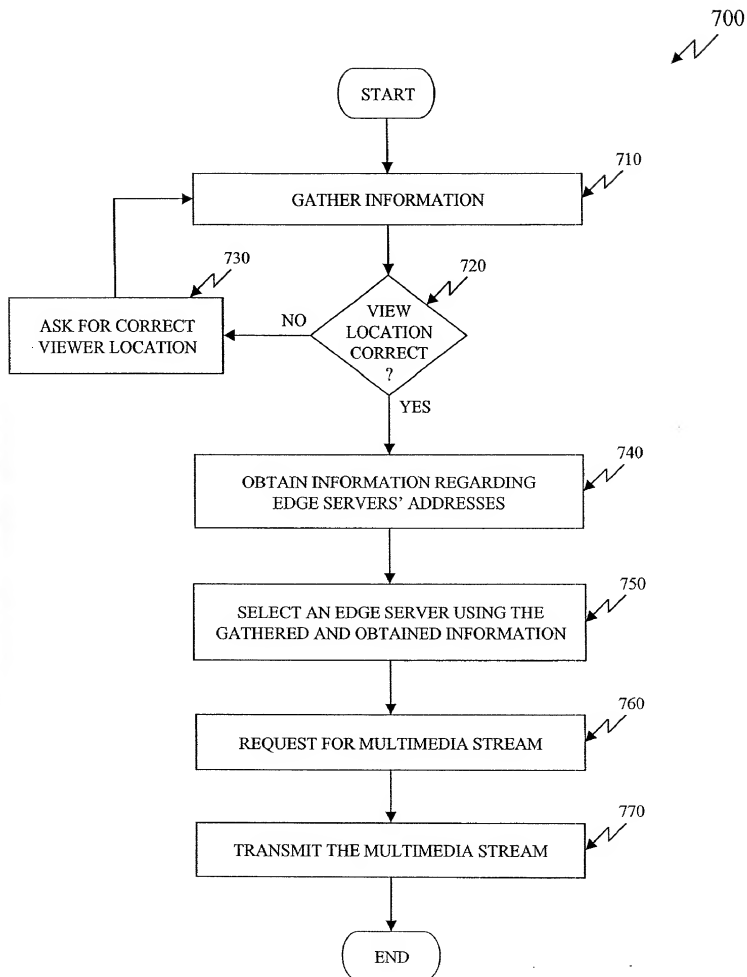 700
START
710
GATHER INFORMATION
730
720
ASK FOR CORRECT
VIEWER LOCATION
NO
VIEW
LOCATION
CORRECT
?
YES
740
OBTAIN INFORMATION REGARDING
EDGE SERVERS' ADDRESSES
750
SELECT AN EDGE SERVER USING THE
GATHERED AND OBTAINED INFORMATION
760
REQUEST FOR MULTIMEDIA STREAM
770
TRANSMIT THE MULTIMEDIA STREAM
END